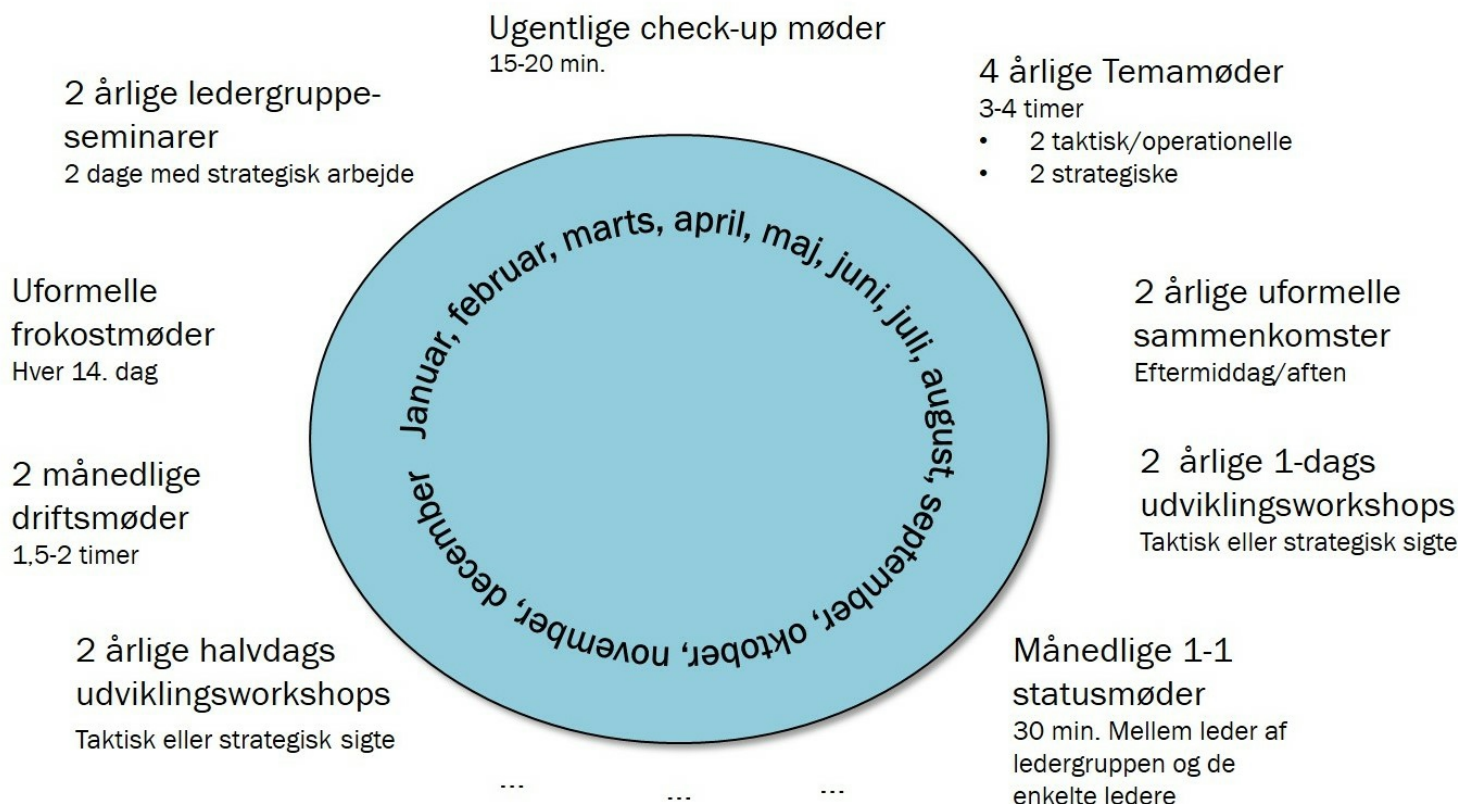 Ugentlige check-up møder
15-20 min.
4 årlige Temamøder
3-4 timer
• 2 taktisk/operationelle
• 2 strategiske
2 årlige uformelle
sammenkomster
Eftermiddag/aften
2 årlige 1-dags
udviklingsworkshops
Taktisk eller strategisk sigte
Månedlige 1-1
statusmøder
30 min. Mellem leder af
ledergruppen og de
enkelte ledere
... ... ...
2 årlige halvdags
udviklingsworkshops
Taktisk eller strategisk sigte
2 månedlige
driftsmøder
1,5-2 timer
Uformelle
frokostmøder
Hver 14. dag
2 årlige ledergruppe-
seminarer
2 dage med strategisk arbejde
Januar, februar, marts, april, maj, juni, juli, august, september, oktober, november, december